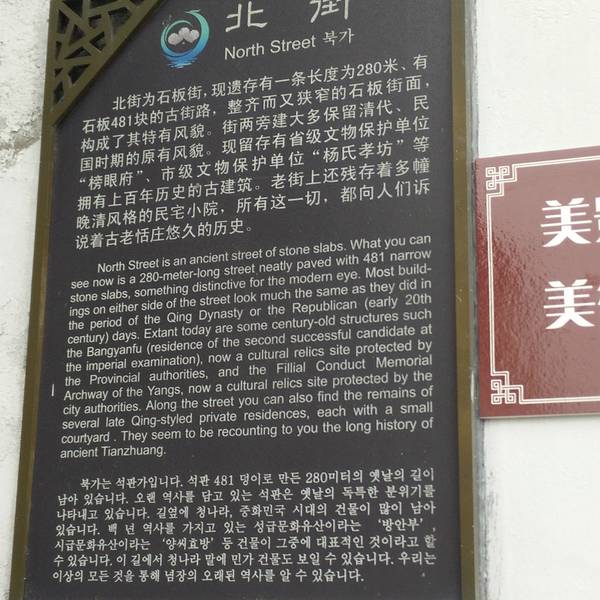 北街
North Street 북가
北街为石板街，现遗存有一条长度为280米、有
石板481块的古街路，整齐而又狭窄的石板街面，
构成了其特有风貌。街两旁建大多保留清代、民
国时期的原有风貌。现留存有省级文物保护单位
“榜眼府”、市级文物保护单位“杨氏孝坊”等
拥有上百年历史的古建筑。老街上还残存着多幢
晚清风格的民宅小院，所有这一切，都向人们诉
说着古老恬庄悠久的历史。
North Street is an ancient street of stone slabs. What you can
see now is a 280-meter-long street neatly paved with 481 narrow
stone slabs, something distinctive for the modern eye. Most build-
ings on either side of the street look much the same as they did in
the period of the Qing Dynasty or the Republican (early 20th
century) days. Extant today are some century-old structures such
the Bangyanfu (residence of the second successful candidate at
the imperial examination), now a cultural relics site protected by
the Provincial authorities, and the Fillial Conduct Memorial
Archway of the Yangs, now a cultural relics site protected by the
city authorities. Along the street you can also find the remains of
several late Qing-styled private residences, each with a small
courtyard . They seem to be recounting to you the long history of
ancient Tianzhuang.
북가는 석판가입니다. 석판 481 덩이로 만든 280미터의 옛날의 길이
남아 있습니다. 오랜 역사를 담고 있는 석판은 옛날의 독특한 분위기를
나타내고 있습니다. 길옆에 청나라, 중화민국 시대의 건물이 많이 남아
있습니다. 백 년 역사를 가지고 있는 성급문화유산이라는 ‘방안부’,
시급문화유산이라는 ‘양씨효방’ 등 건물이 그중에 대표적인 것이라고 할
수 있습니다. 이 길에서 청나라 말에 민가 건물도 보일 수 있습니다. 우리는
이상의 모든 것을 통해 념장의 오래된 역사를 알 수 있습니다.
美
美